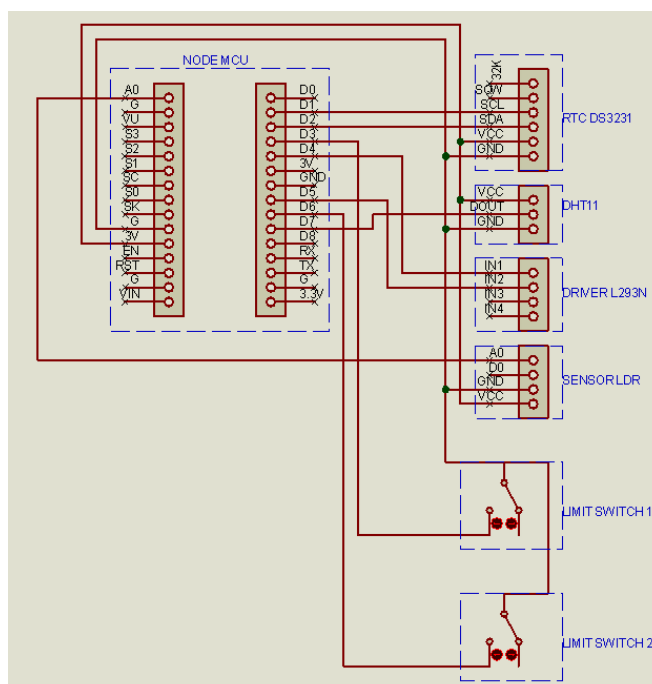 NODE MCU
A0
G
VU
S3
S2
S1
SC
S0
SK
G
3V
EN
RST
G
VIN
D0
D1
D2
D3
D4
3V
GND
D5
D6
D7
D8
RX
TX
G
3.3V
32K
SQW
SCL
SDA
VCC
GND
RTC DS3231
VCC
DOUT
GND
DHT11
IN1
IN2
IN3
IN4
DRIVER L293N
A0
D0
GND
VCC
SENSOR LDR
LIMIT SWITCH 1
LIMIT SWITCH 2